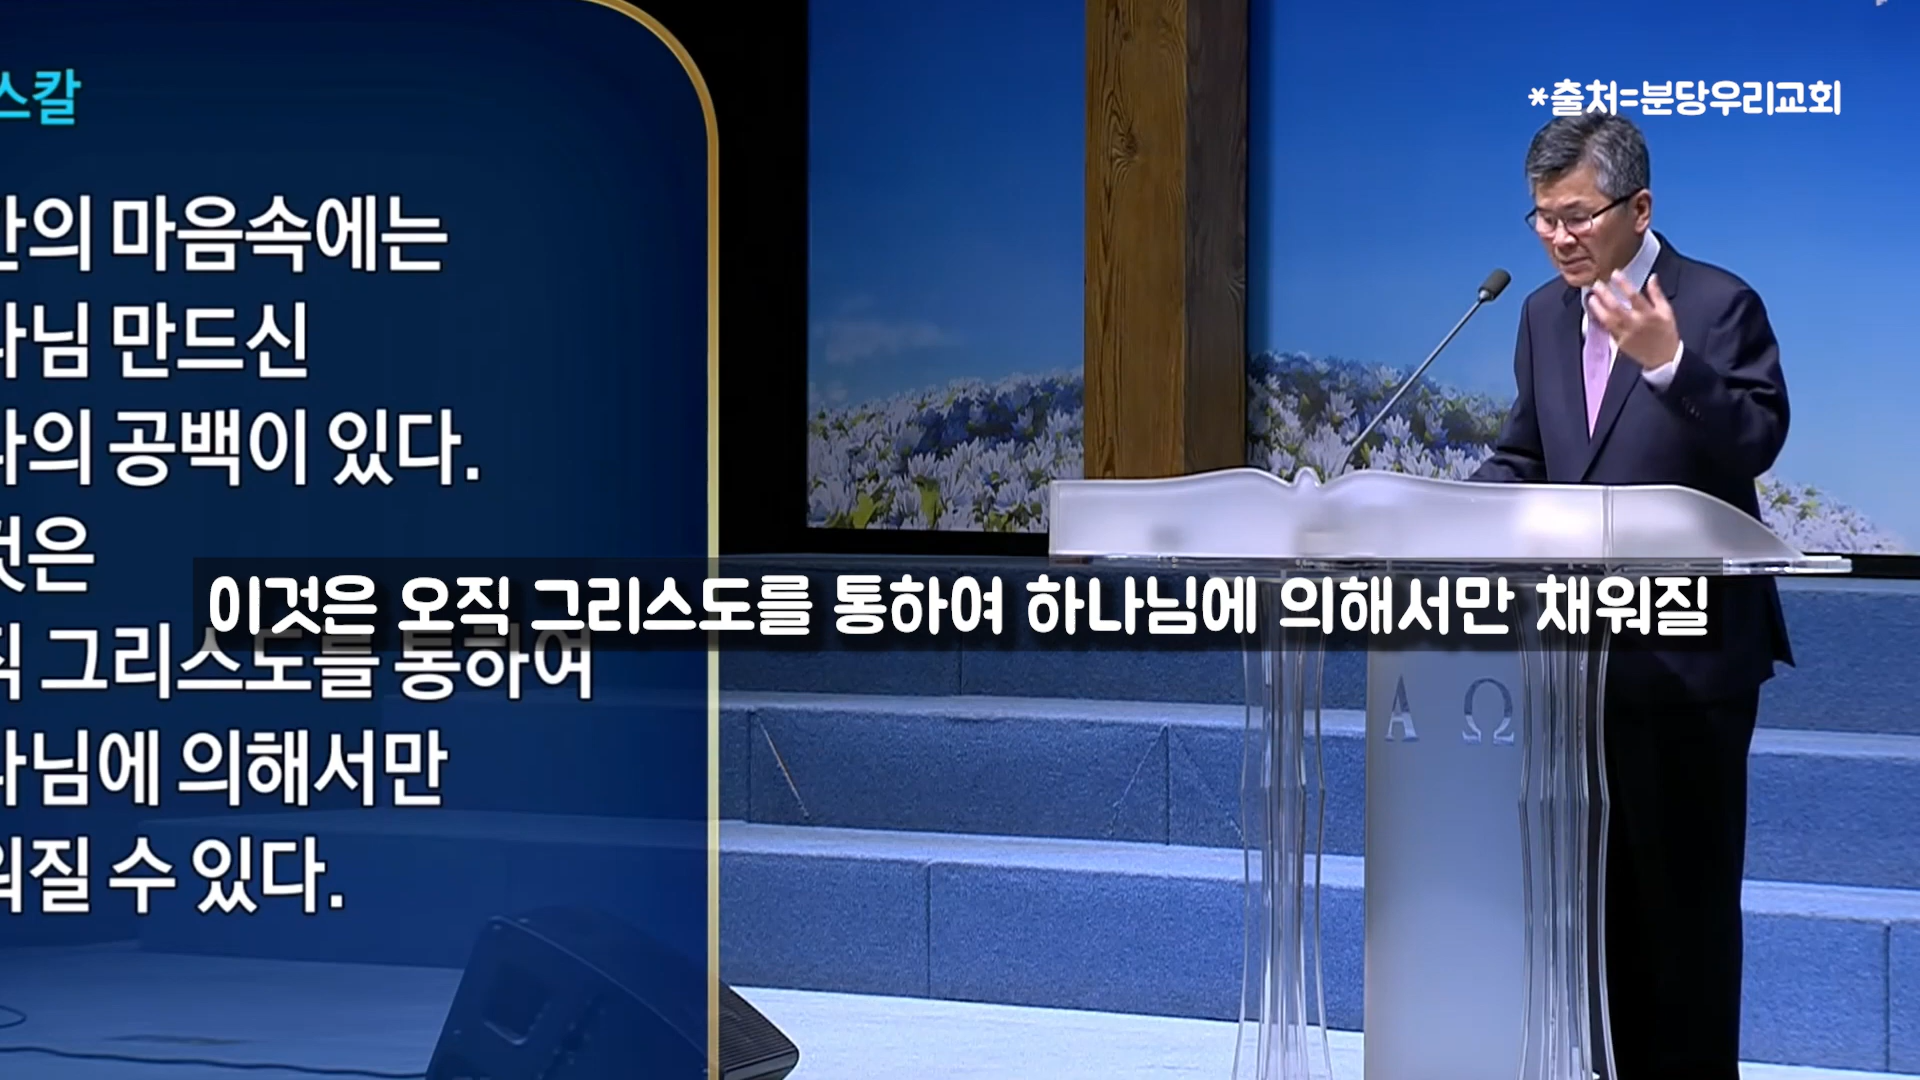 스칼
*출처=분당우리교회
의 마음속에는
님 만드신
의 공백이 있다.
은
이것은 오직 그리스도를 통하여 하나님에 의해서만 채워질
그리스도를 통하여
님에 의해서만
질 수 있다.
Α Ω